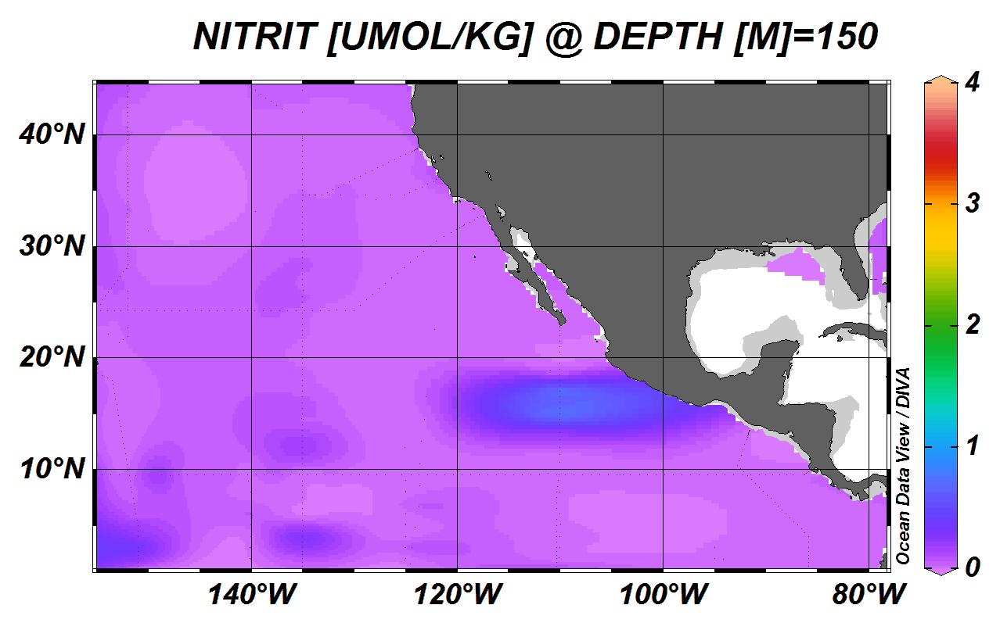 NITRIT [UMOL/KG] @ DEPTH [M]=150
40°N
30°N
20°N
10°N
140°W
120°W
100°W
80°W
Ocean Data View / DIVA
4
3
2
1
0